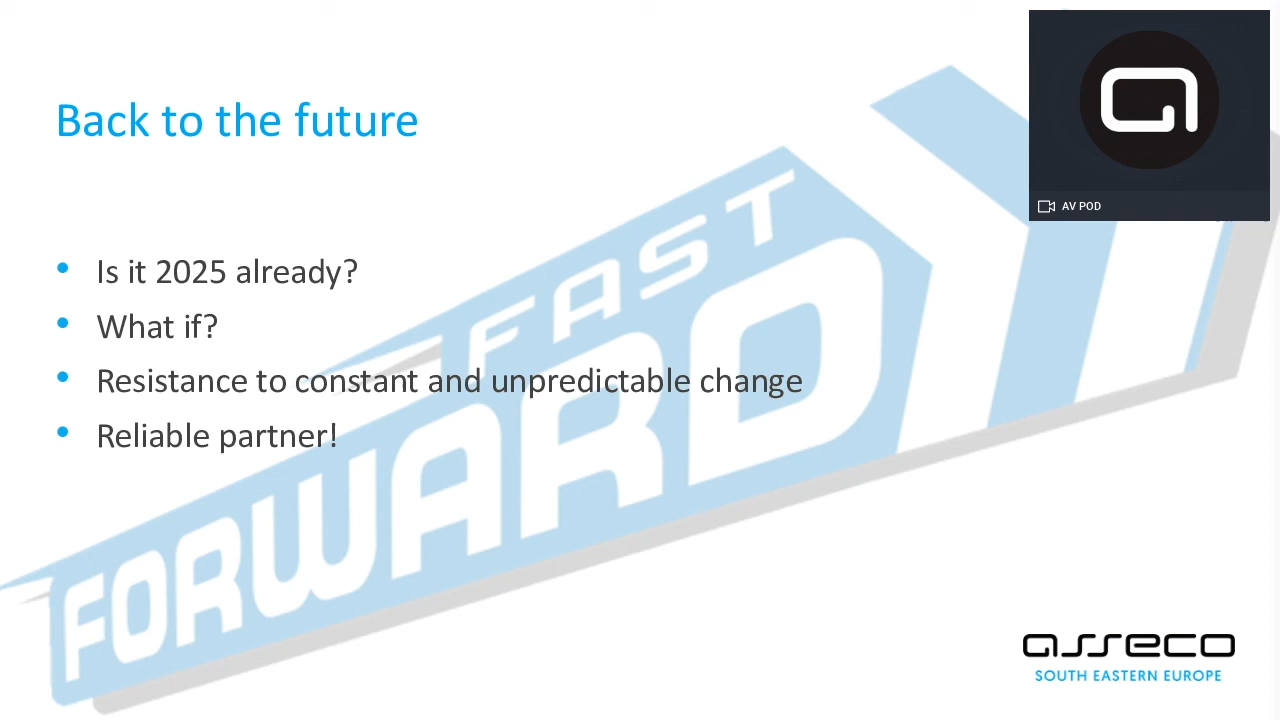 Back to the future
AV POD
FAST
FORWARD
• Is it 2025 already?
• What if?
• Resistance to constant and unpredictable change
• Reliable partner!
asseco
SOUTH EASTERN EUROPE